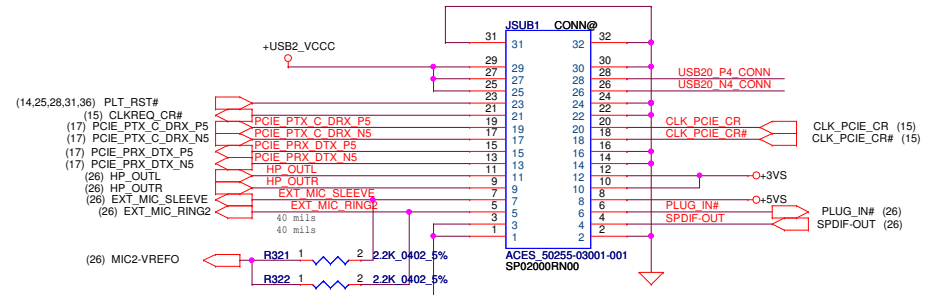 JSUB1 CONN@
31 31 32 32
+USB2_VCCC
29 29 30 30
27 27 28 28 USB20_P4_CONN
25 25 26 26 USB20_N4_CONN
(14,25,28,31,36) PLT_RST# 23 23 24 24
(15) CLKREQ_CR# 21 21 22 22
(17) PCIE_PTX_C_DRX_P5 PCIE_PTX_C_DRX_P5 19 19 20 20 CLK_PCIE_CR CLK_PCIE_CR (15)
(17) PCIE_PTX_C_DRX_N5 PCIE_PTX_C_DRX_N5 17 17 18 18 CLK_PCIE_CR# CLK_PCIE_CR# (15)
(17) PCIE_PRX_DTX_P5 PCIE_PRX_DTX_P5 15 15 16 16
(17) PCIE_PRX_DTX_N5 PCIE_PRX_DTX_N5 13 13 14 14
(26) HP_OUTL HP_OUTL 11 11 12 12 +3VS
(26) HP_OUTR HP_OUTR 9 9 10 10
(26) EXT_MIC_SLEEVE EXT_MIC_SLEEVE 7 7 8 8 +5VS
(26) EXT_MIC_RING2 EXT_MIC_RING2 5 5 6 6 PLUG_IN# PLUG_IN# (26)
40 mils 3 3 4 4 SPDIF-OUT SPDIF-OUT (26)
40 mils 1 1 2 2
ACES_50255-03001-001
SP02000RN00
(26) MIC2-VREFO R321 1 2 2.2K_0402_5%
R322 1 2 2.2K_0402_5%